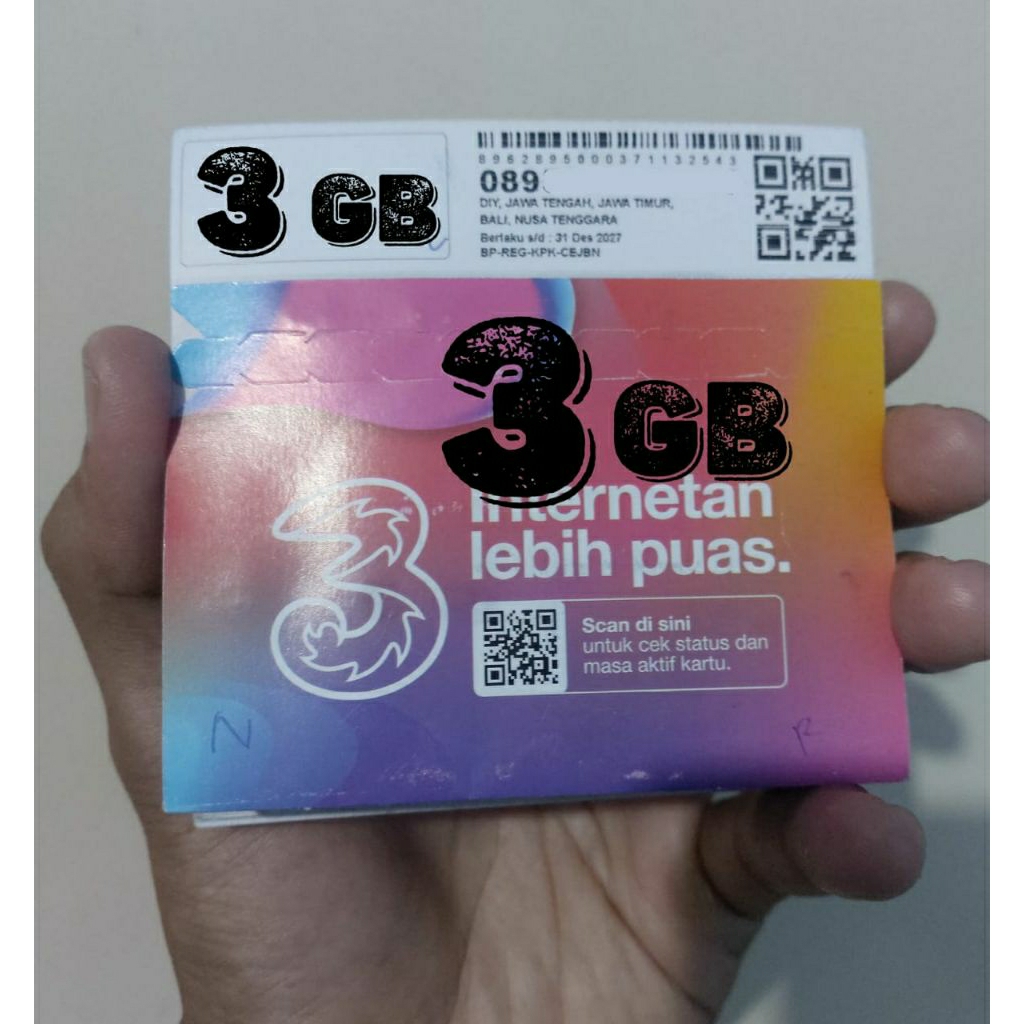 3 GB
8962895000371132543
089
DIY, JAWA TENGAH, JAWA TIMUR,
BALI, NUSA TENGGARA
Berlaku s/d : 31 Des 2027
BP-REG-KPK-CEJBN
3 GB
Internetan
lebih puas.
3
Scan di sini
untuk cek status dan
masa aktif kartu.
N
R